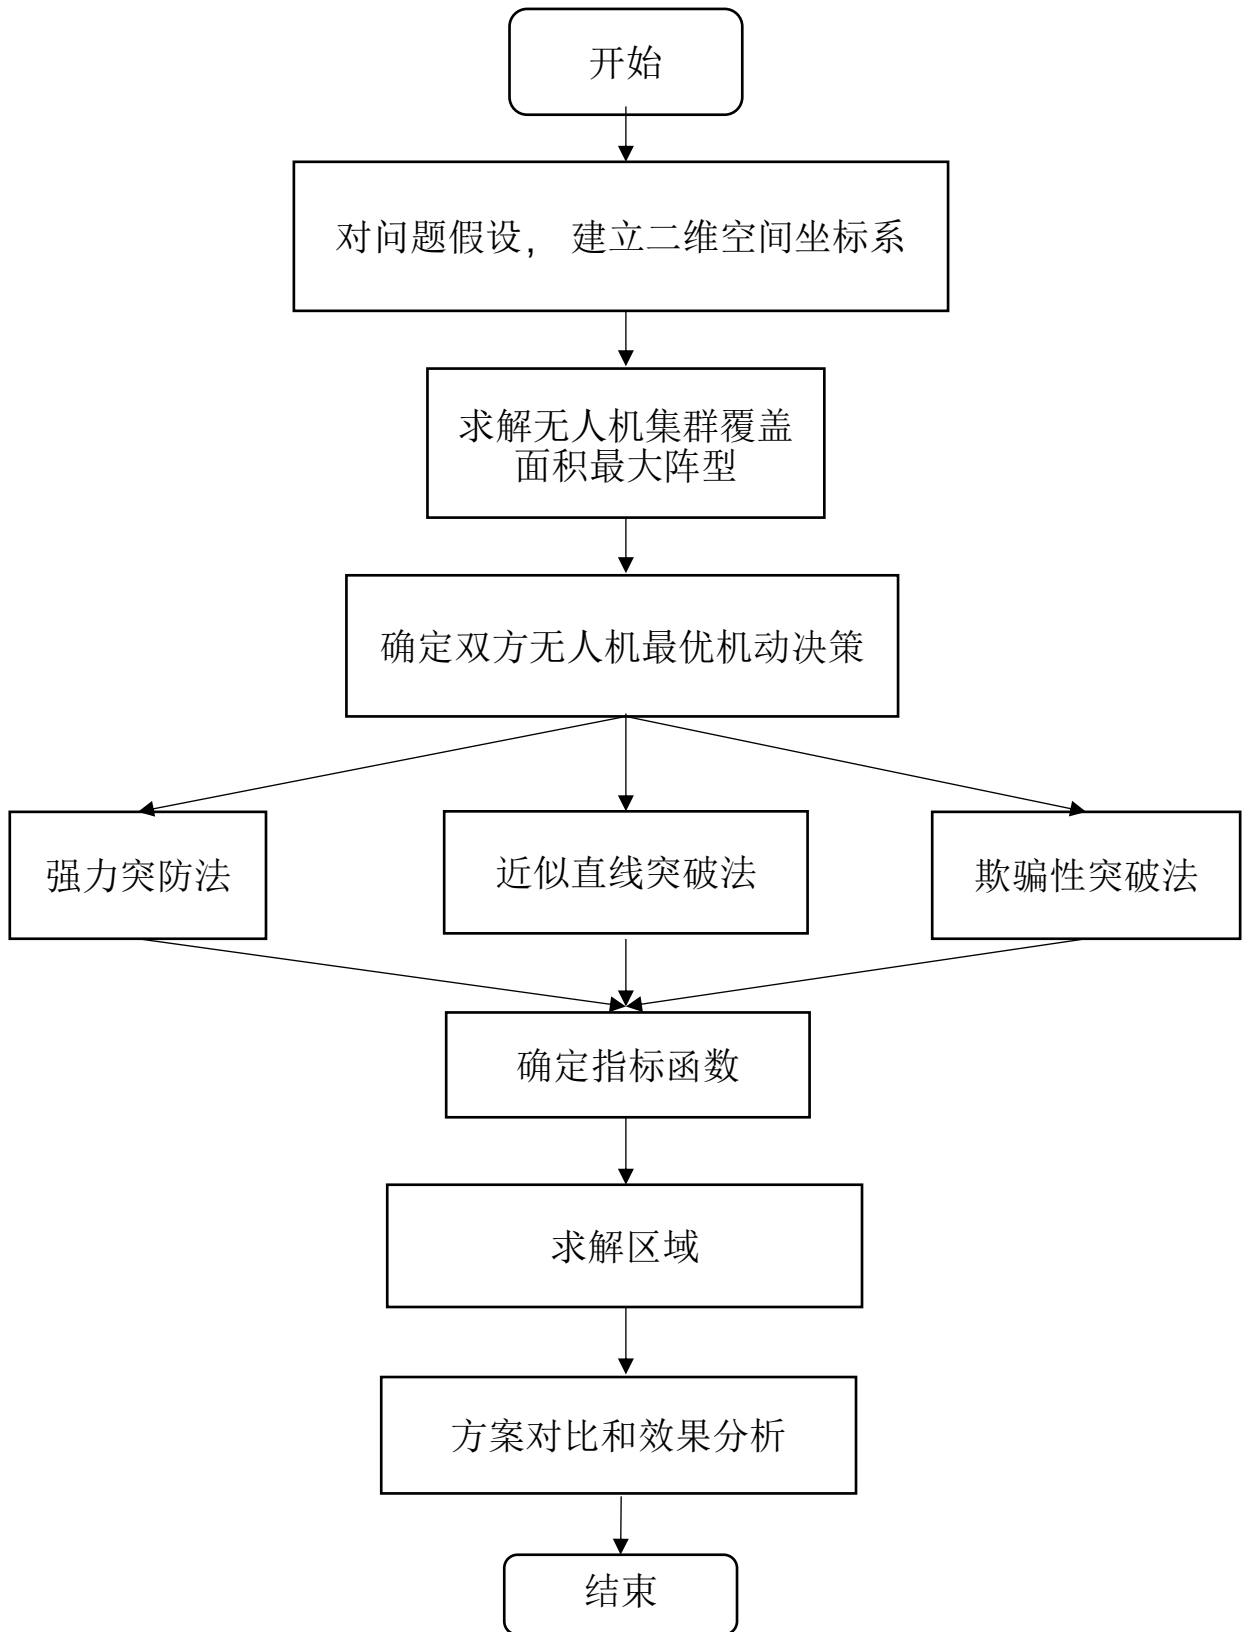 开始
对问题假设， 建立二维空间坐标系
求解无人机集群覆盖
面积最大阵型
确定双方无人机最优机动决策
强力突防法
近似直线突破法
欺骗性突破法
确定指标函数
求解区域
方案对比和效果分析
结束